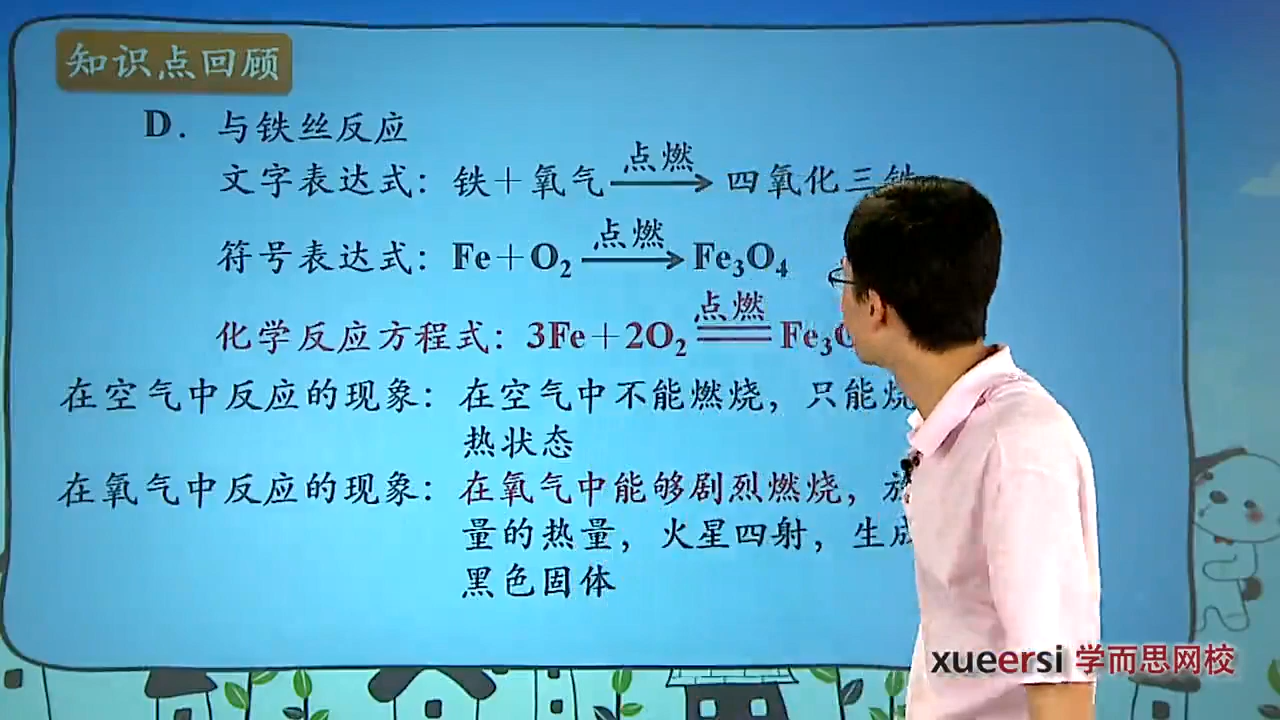 知识点回顾
D. 与铁丝反应
点燃
文字表达式：铁＋氧气 → 四氧化三铁
点燃
符号表达式：Fe＋O₂ → Fe₃O₄
点燃
化学反应方程式：3Fe＋2O₂ ═ Fe₃O
在空气中反应的现象：在空气中不能燃烧，只能烧
热状态
在氧气中反应的现象：在氧气中能够剧烈燃烧，放
量的热量，火星四射，生成
黑色固体
xueersi 学而思网校